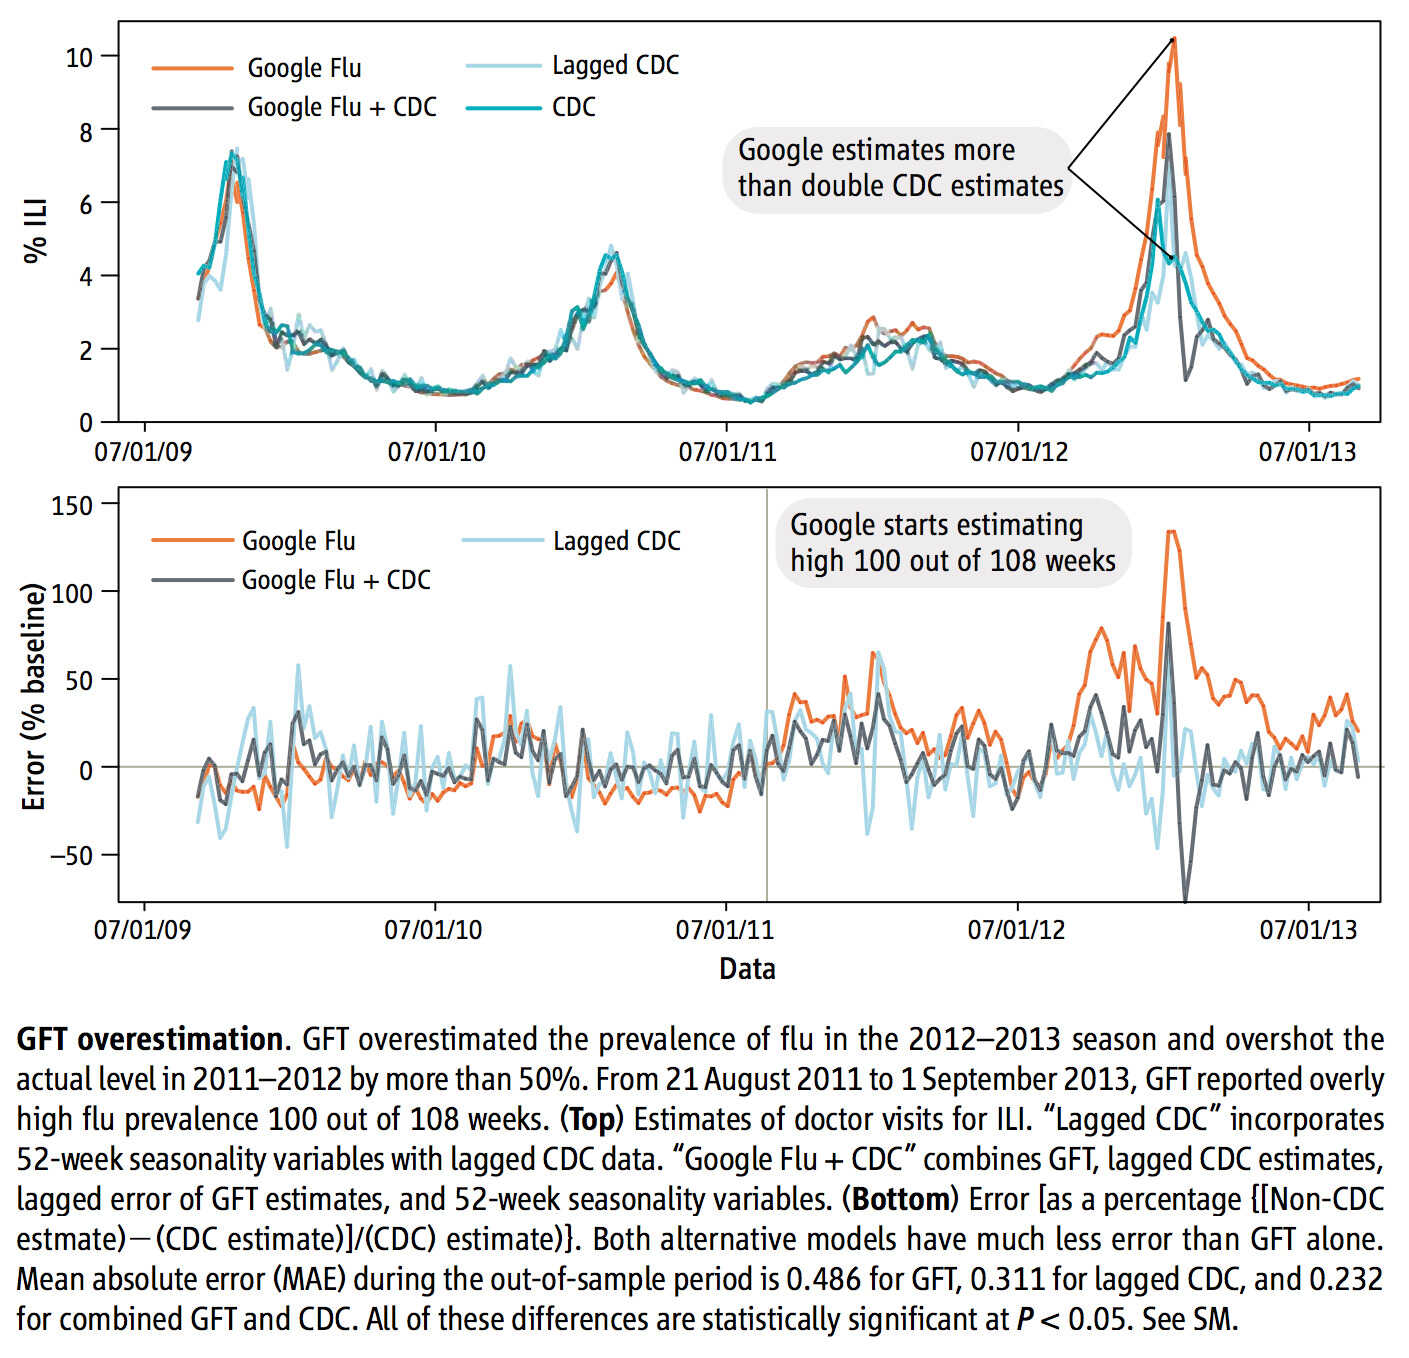 10
8
6
4
2
0
% ILI
Google Flu
Google Flu + CDC
Lagged CDC
CDC
Google estimates more
than double CDC estimates
07/01/09
07/01/10
07/01/11
07/01/12
07/01/13
150
100
50
0
–50
Error (% baseline)
Google Flu
Google Flu + CDC
Lagged CDC
Google starts estimating
high 100 out of 108 weeks
07/01/09
07/01/10
07/01/11
07/01/12
07/01/13
Data
GFT overestimation. GFT overestimated the prevalence of flu in the 2012–2013 season and overshot the
actual level in 2011–2012 by more than 50%. From 21 August 2011 to 1 September 2013, GFT reported overly
high flu prevalence 100 out of 108 weeks. (Top) Estimates of doctor visits for ILI. “Lagged CDC” incorporates
52-week seasonality variables with lagged CDC data. “Google Flu + CDC” combines GFT, lagged CDC estimates,
lagged error of GFT estimates, and 52-week seasonality variables. (Bottom) Error [as a percentage {[Non-CDC
estmate)—(CDC estimate)]/(CDC) estimate)}. Both alternative models have much less error than GFT alone.
Mean absolute error (MAE) during the out-of-sample period is 0.486 for GFT, 0.311 for lagged CDC, and 0.232
for combined GFT and CDC. All of these differences are statistically significant at P < 0.05. See SM.